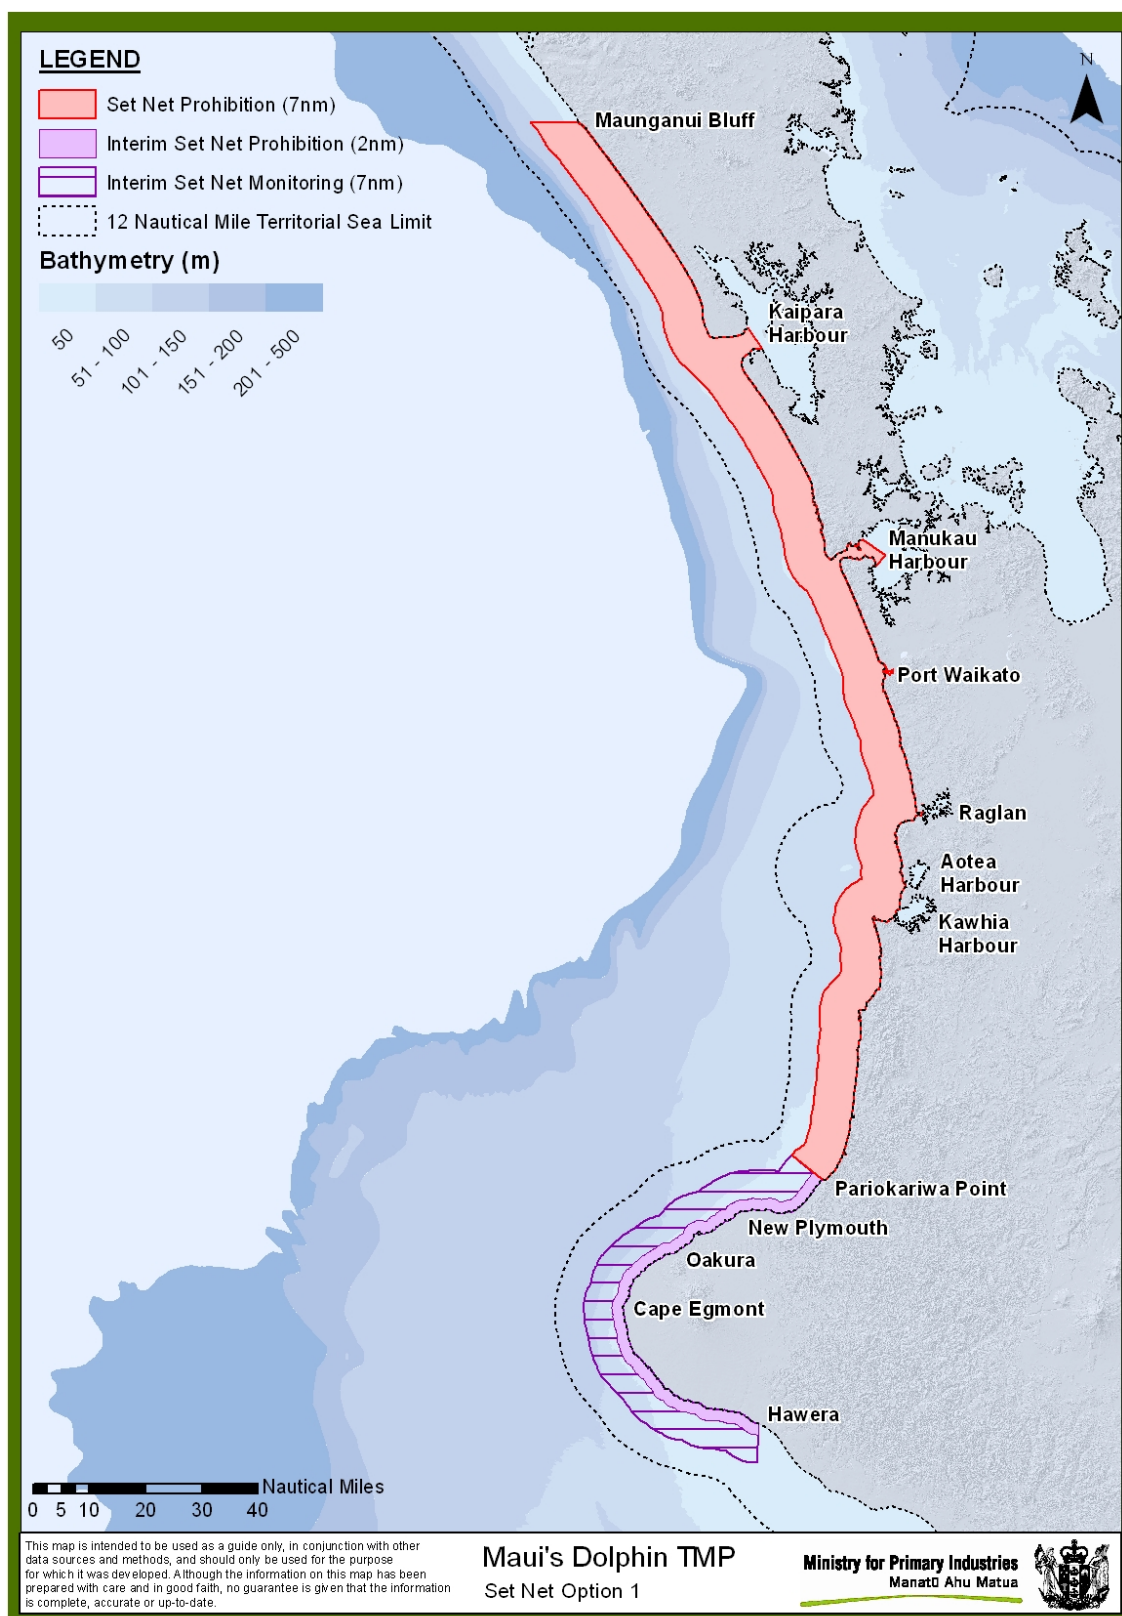 LEGEND
Set Net Prohibition (7nm)
Interim Set Net Prohibition (2nm)
Interim Set Net Monitoring (7nm)
12 Nautical Mile Territorial Sea Limit
Bathymetry (m)
50
51 - 100
101 - 150
151 - 200
201 - 500
N
Maunganui Bluff
Kaipara
Harbour
Manukau
Harbour
Port Waikato
Raglan
Aotea
Harbour
Kawhia
Harbour
Pariokariwa Point
New Plymouth
Oakura
Cape Egmont
Hawera
Nautical Miles
0 5 10 20 30 40
This map is intended to be used as a guide only, in conjunction with other
data sources and methods, and should only be used for the purpose
for which it was developed. Although the information on this map has been
prepared with care and in good faith, no guarantee is given that the information
is complete, accurate or up-to-date.
Maui's Dolphin TMP
Set Net Option 1
Ministry for Primary Industries
Manatū Ahu Matua